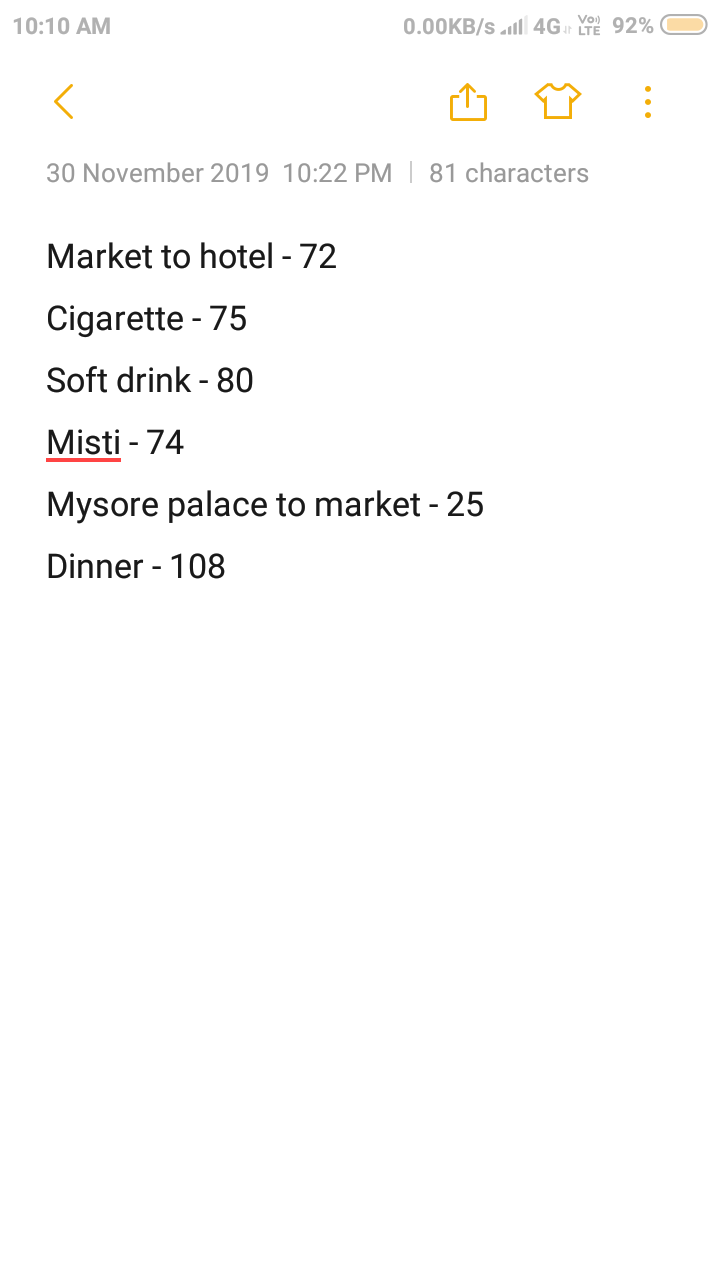 10:10 AM 0.00KB/s 4G Vo) LTE 92%
30 November 2019 10:22 PM | 81 characters
Market to hotel - 72
Cigarette - 75
Soft drink - 80
Misti - 74
Mysore palace to market - 25
Dinner - 108